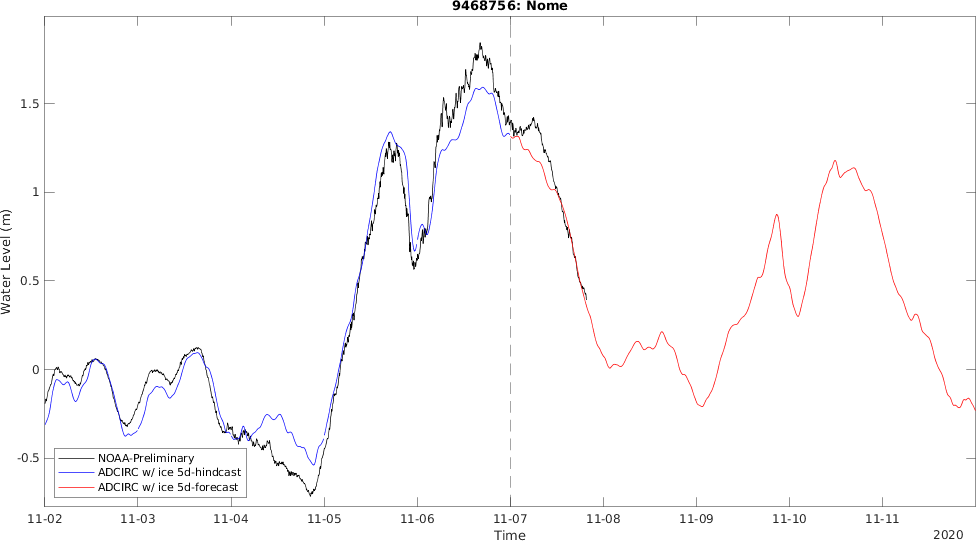 9468756: Nome
Water Level (m)
1.5
1
0.5
0
-0.5
NOAA-Preliminary
ADCIRC w/ ice 5d-hindcast
ADCIRC w/ ice 5d-forecast
11-02 11-03 11-04 11-05 11-06 11-07 11-08 11-09 11-10 11-11
Time
2020